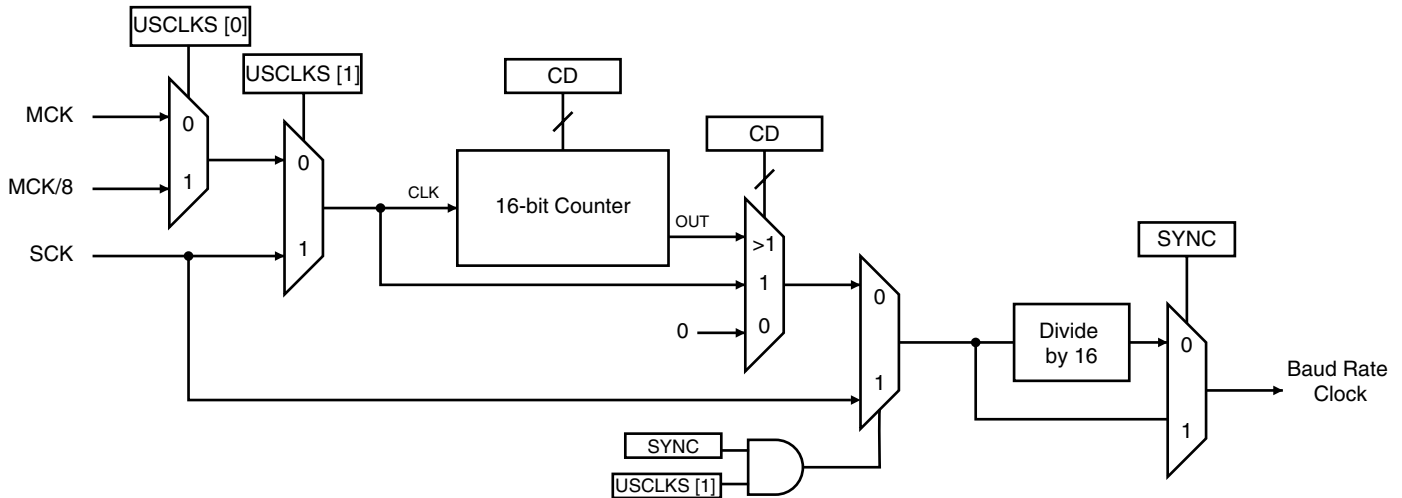 USCLKS [0]
USCLKS [1]
CD
MCK
0
CD
MCK/8
1
0
CLK
16-bit Counter
OUT
SCK
1
>1
SYNC
1
0
0
0
Divide
by 16
0
1
1
Baud Rate
Clock
SYNC
USCLKS [1]